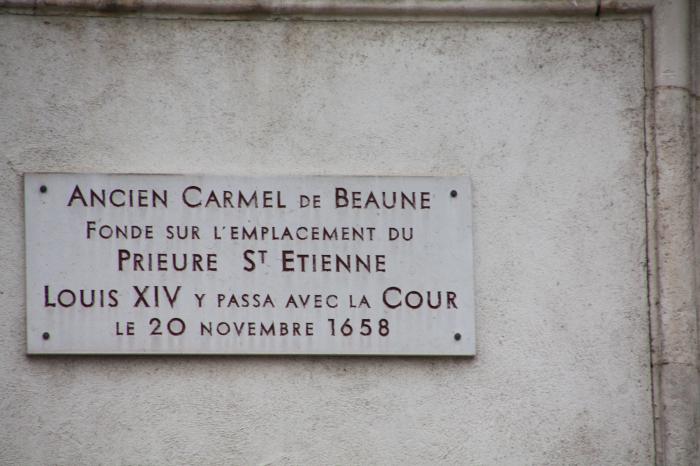 ANCIEN CARMEL DE BEAUNE
FONDE SUR L'EMPLACEMENT DU
PRIEURE ST ETIENNE
LOUIS XIV Y PASSA AVEC LA COUR
LE 20 NOVEMBRE 1658